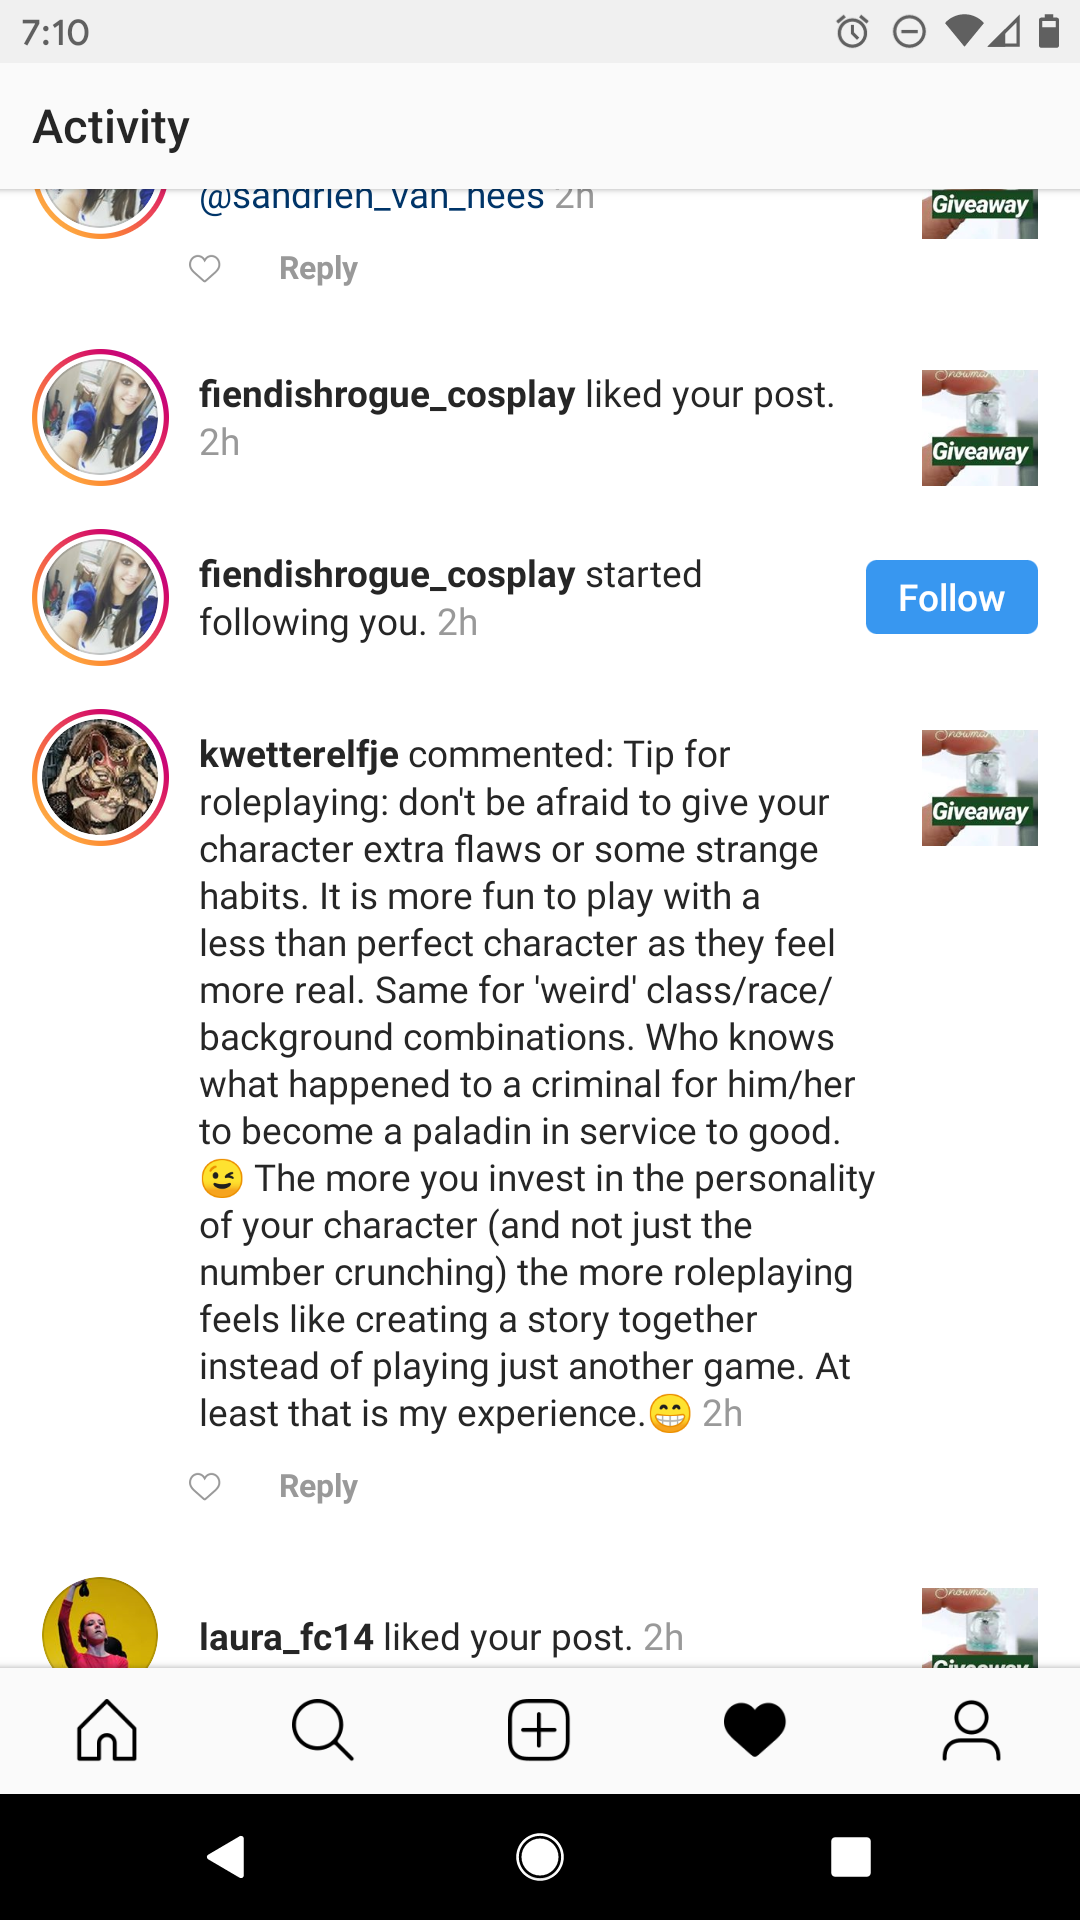 7:10
Activity
@sandrien_van_hees 2h
Giveaway
Reply
fiendishrogue_cosplay liked your post.
2h
Snowman
Giveaway
fiendishrogue_cosplay started
following you. 2h
Follow
kwetterelfje commented: Tip for
roleplaying: don't be afraid to give your
character extra flaws or some strange
habits. It is more fun to play with a
less than perfect character as they feel
more real. Same for 'weird' class/race/
background combinations. Who knows
what happened to a criminal for him/her
to become a paladin in service to good.
😉 The more you invest in the personality
of your character (and not just the
number crunching) the more roleplaying
feels like creating a story together
instead of playing just another game. At
least that is my experience.😁 2h
Snowman
Giveaway
Reply
laura_fc14 liked your post. 2h
Snowman
Giveaway